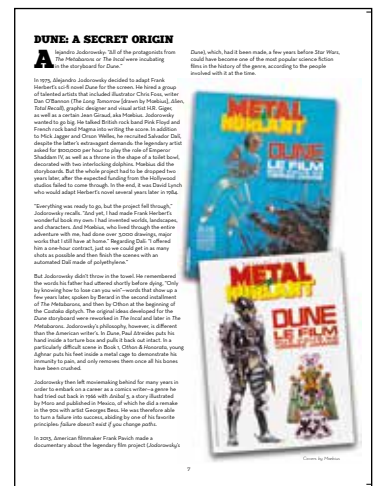 DUNE: A SECRET ORIGIN
Alejandro Jodorowsky: "All of the protagonists from
The Metabarons or The Incal were incubating
in the storyboard for Dune."
In 1975, Alejandro Jodorowsky decided to adapt Frank
Herbert's sci-fi novel Dune on the screen. He hired a group
of talented artists that included illustrator Chris Foss, writer
Dan O'Bannon (The Long Tomorrow [drawn by Mœbius], Alien,
Total Recall), graphic designer and visual artist H.R. Giger,
as well as a certain Jean Giraud, aka Mœbius. Jodorowsky
wanted to go big: He talked British rock band Pink Floyd and
French rock band Magma into writing the score. In addition
to Mick Jagger and Orson Welles, he recruited Salvador Dalí,
despite the latter's extravagant demands: the legendary artist
asked for $100,000 per hour to play the role of Emperor
Shaddam IV, as well as a throne in the shape of a toilet bowl,
decorated with two interlocking dolphins. Mœbius did the
storyboards. But the whole project had to be dropped two
years later, after the expected funding from the Hollywood
studios failed to come through. In the end, it was David Lynch
who would adapt Herbert's novel several years later in 1984.
"Everything was ready to go, but the project fell through,"
Jodorowsky recalls. "And yet, I had made Frank Herbert's
wonderful book my own: I had invented worlds, landscapes,
and characters. And Mœbius, who lived through the entire
adventure with me, had done over 3,000 drawings, major
works that I still have at home." Regarding Dalí: "I offered
him a one-hour contract, just so we could get in as many
shots as possible and then finish the scenes with an
automated Dalí made of polyethylene."
But Jodorowsky didn't throw in the towel. He remembered
the words his father had uttered shortly before dying, "Only
by knowing how to lose can you win"—words that show up a
few years later, spoken by Berard in the second installment
of The Metabarons, and then by Othon at the beginning of
the Castaka diptych. The original ideas developed for the
Dune storyboard were reworked in The Incal and later in The
Metabarons. Jodorowsky's philosophy, however, is different
than the American writer's. In Dune, Paul Atreides puts his
hand inside a torture box and pulls it back out intact. In a
particularly difficult scene in Book 1, Othon & Honorata, young
Aghnar puts his feet inside a metal cage to demonstrate his
immunity to pain, and only removes them once all his bones
have been crushed.
Jodorowsky then left moviemaking behind for many years in
order to embark on a career as a comics writer—a genre he
had tried out back in 1966 with Anibal 5, a story illustrated
by Moro and published in Mexico, of which he did a remake
in the 90s with artist Georges Bess. He was therefore able
to turn a failure into success, abiding by one of his favorite
principles: failure doesn't exist if you change paths.
In 2013, American filmmaker Frank Pavich made a
documentary about the legendary film project (Jodorowsky's
Dune), which, had it been made, a few years before Star Wars,
could have become one of the most popular science fiction
films in the history of the genre, according to the people
involved with it at the time.
METAL
HURLANT
DUNE
LE FILM
METAL
HURLANT
DUNE
LE FILM
Covers by Mœbius
7